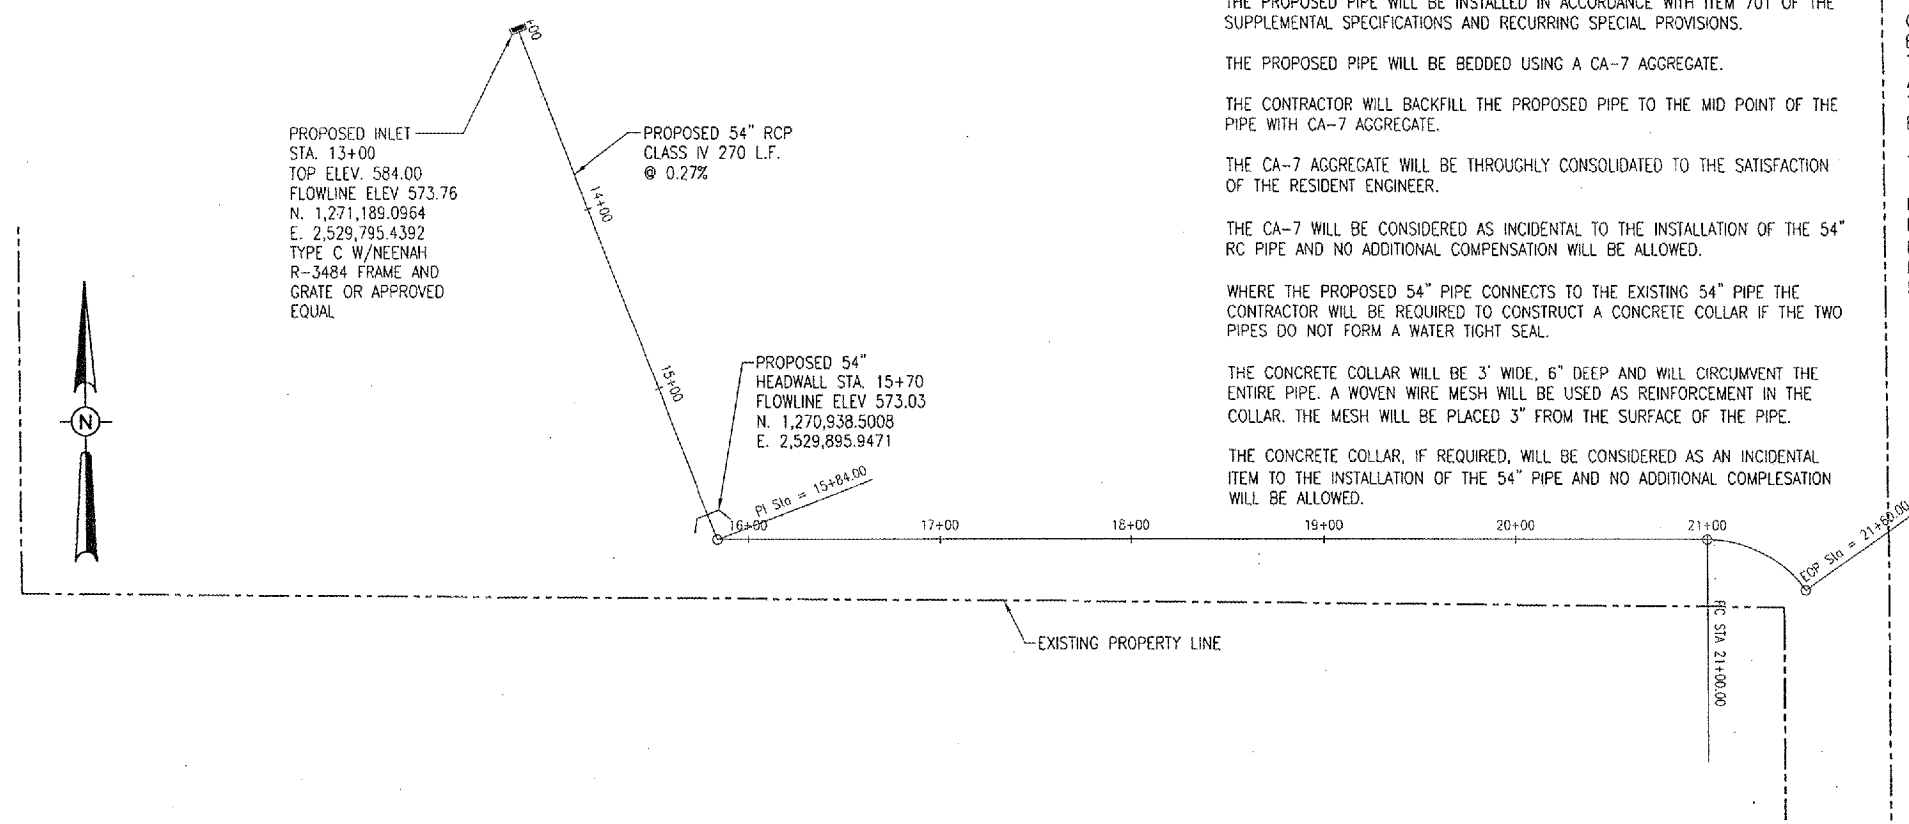 THE PROPOSED PIPE WILL BE INSTALLED IN ACCORDANCE WITH ITEM 701 OF THE
SUPPLEMENTAL SPECIFICATIONS AND RECURRING SPECIAL PROVISIONS.
THE PROPOSED PIPE WILL BE BEDDED USING A CA-7 AGGREGATE.
THE CONTRACTOR WILL BACKFILL THE PROPOSED PIPE TO THE MID POINT OF THE
PIPE WITH CA-7 AGGREGATE.
THE CA-7 AGGREGATE WILL BE THROUGHLY CONSOLIDATED TO THE SATISFACTION
OF THE RESIDENT ENGINEER.
THE CA-7 WILL BE CONSIDERED AS INCIDENTAL TO THE INSTALLATION OF THE 54"
RC PIPE AND NO ADDITIONAL COMPENSATION WILL BE ALLOWED.
WHERE THE PROPOSED 54" PIPE CONNECTS TO THE EXISTING 54" PIPE THE
CONTRACTOR WILL BE REQUIRED TO CONSTRUCT A CONCRETE COLLAR IF THE TWO
PIPES DO NOT FORM A WATER TIGHT SEAL.
THE CONCRETE COLLAR WILL BE 3' WIDE, 6" DEEP AND WILL CIRCUMVENT THE
ENTIRE PIPE. A WOVEN WIRE MESH WILL BE USED AS REINFORCEMENT IN THE
COLLAR. THE MESH WILL BE PLACED 3" FROM THE SURFACE OF THE PIPE.
THE CONCRETE COLLAR, IF REQUIRED, WILL BE CONSIDERED AS AN INCIDENTAL
ITEM TO THE INSTALLATION OF THE 54" PIPE AND NO ADDITIONAL COMPLESATION
WILL BE ALLOWED.
+00
PROPOSED INLET
STA. 13+00
TOP ELEV. 584.00
FLOWLINE ELEV 573.76
N. 1,271,189.0964
E. 2,529,795.4392
TYPE C W/NEENAH
R-3484 FRAME AND
GRATE OR APPROVED
EQUAL
PROPOSED 54" RCP
CLASS IV 270 L.F.
@ 0.27%
14+00
15+00
PROPOSED 54"
HEADWALL STA. 15+70
FLOWLINE ELEV 573.03
N. 1,270,938.5008
E. 2,529,895.9471
PI Sta = 15+84.00
16+00
17+00
18+00
19+00
20+00
21+00
EOP Sta = 21+60.00
PC STA 21+00.00
EXISTING PROPERTY LINE
N